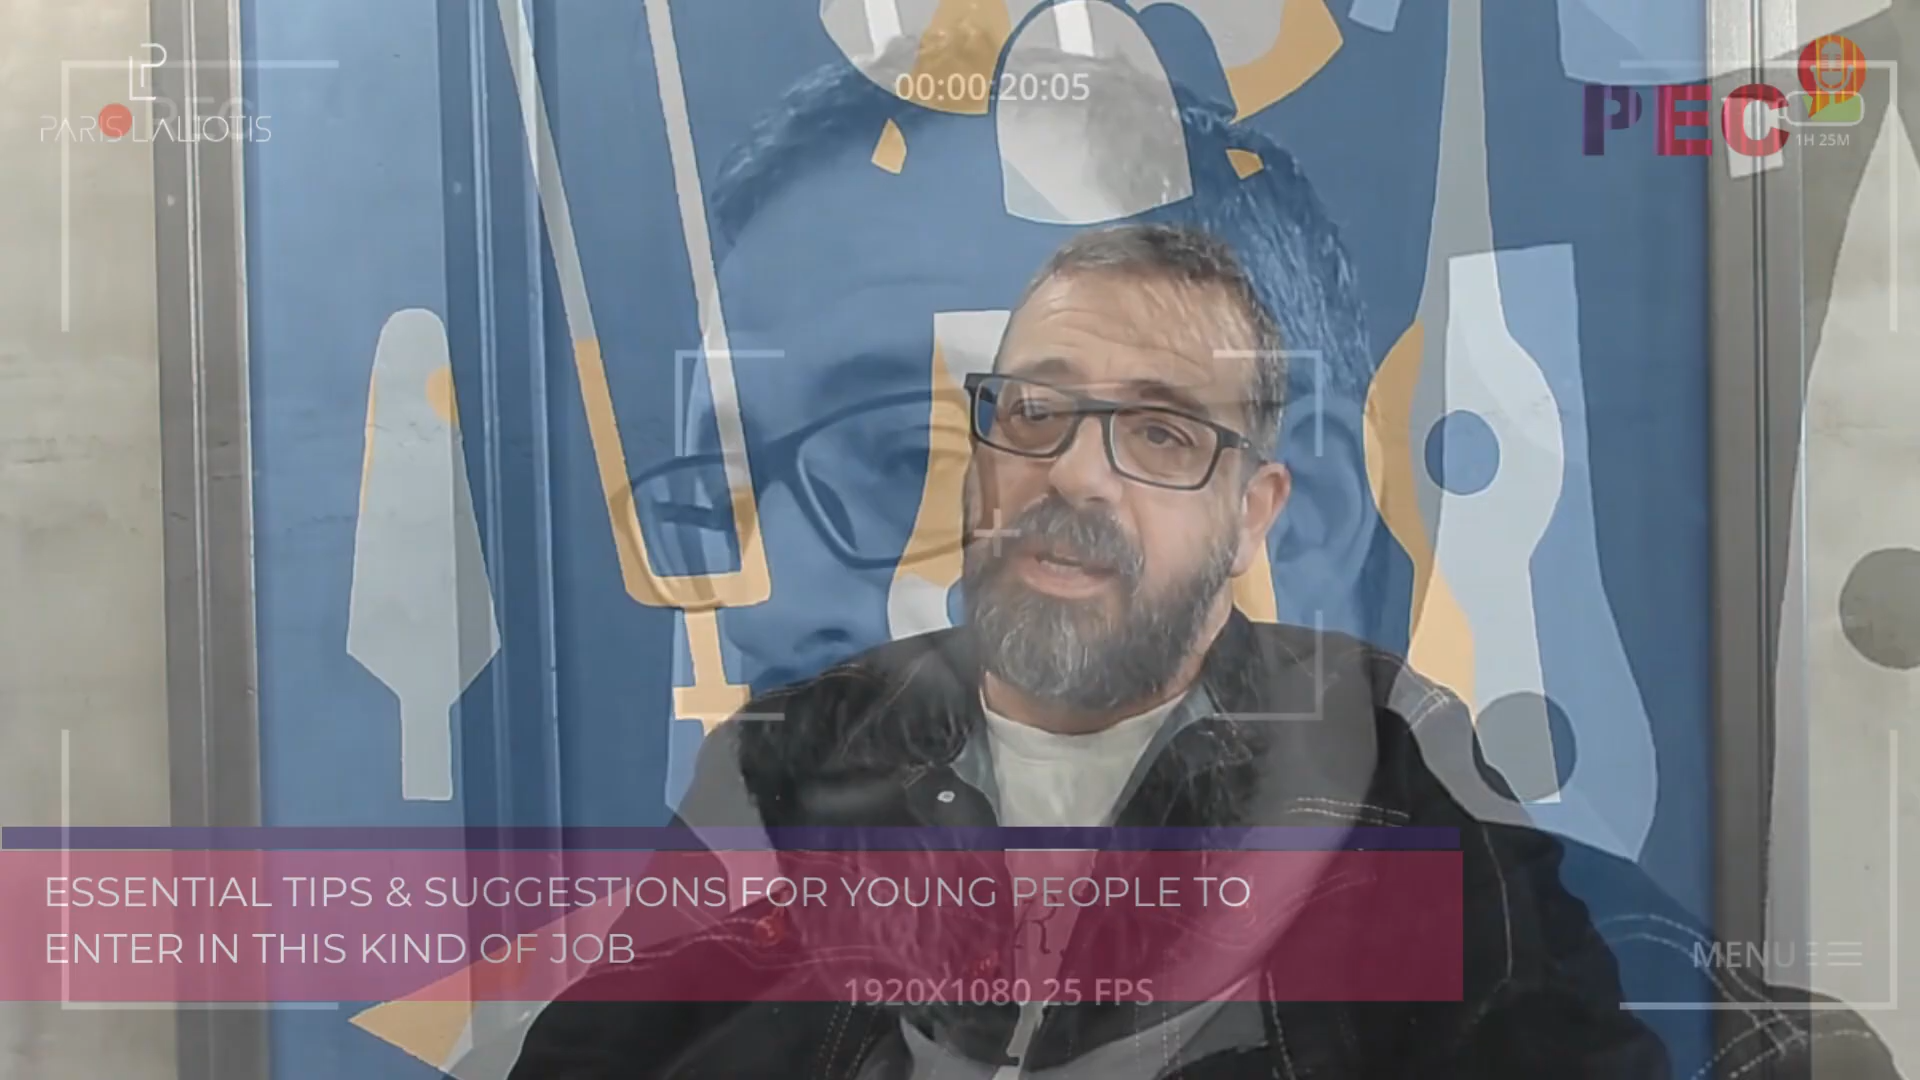 PARIS LALIOTIS
REC
00:00:20:05
PEC
1H 25M
ESSENTIAL TIPS & SUGGESTIONS FOR YOUNG PEOPLE TO
ENTER IN THIS KIND OF JOB
MENU
1920X1080 25 FPS